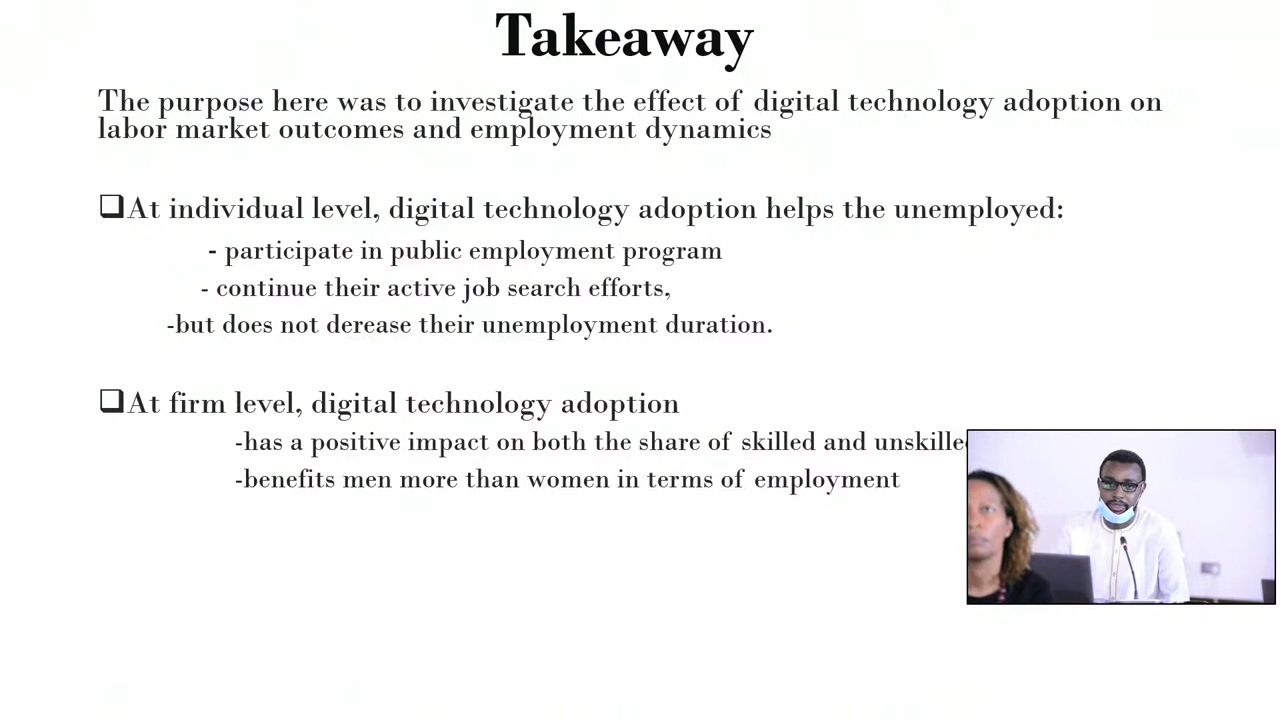 Takeaway
The purpose here was to investigate the effect of digital technology adoption on
labor market outcomes and employment dynamics
❑At individual level, digital technology adoption helps the unemployed:
- participate in public employment program
- continue their active job search efforts,
-but does not derease their unemployment duration.
❑At firm level, digital technology adoption
-has a positive impact on both the share of skilled and unskilled
-benefits men more than women in terms of employment